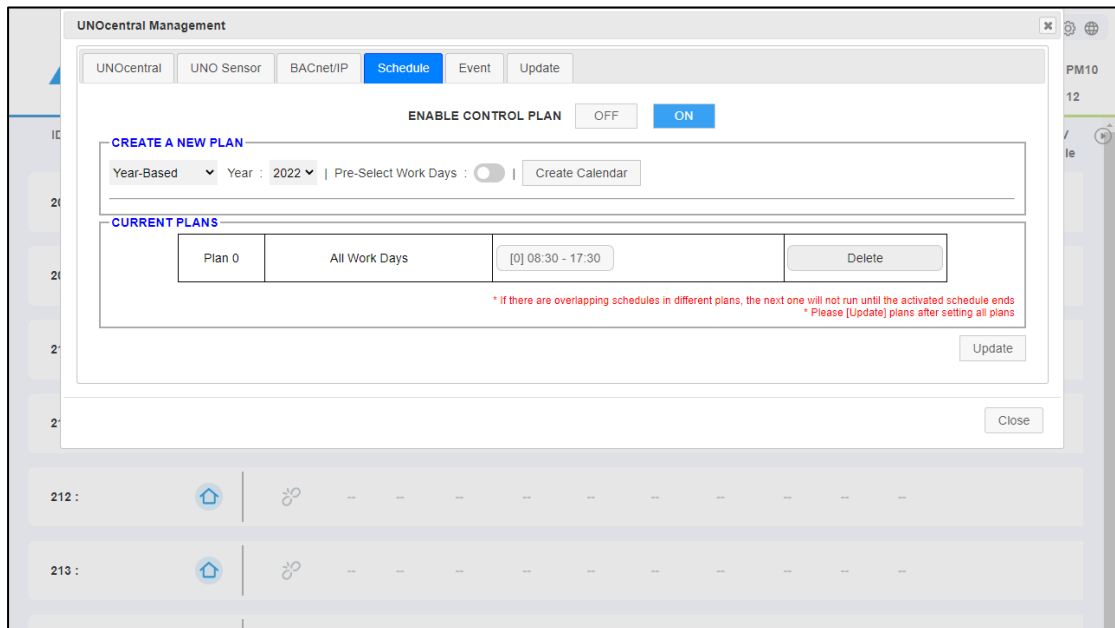 UNOcentral Management
UNOcentral UNO Sensor BACnet/IP Schedule Event Update
PM10
12
ENABLE CONTROL PLAN OFF ON
CREATE A NEW PLAN
Year-Based Year : 2022 | Pre-Select Work Days : | Create Calendar
CURRENT PLANS
Plan 0 All Work Days [0] 08:30 - 17:30 Delete
* If there are overlapping schedules in different plans, the next one will not run until the activated schedule ends
* Please [Update] plans after setting all plans
Update
Close
212 : -- -- -- -- -- -- -- -- -- --
213 : -- -- -- -- -- -- -- -- -- --